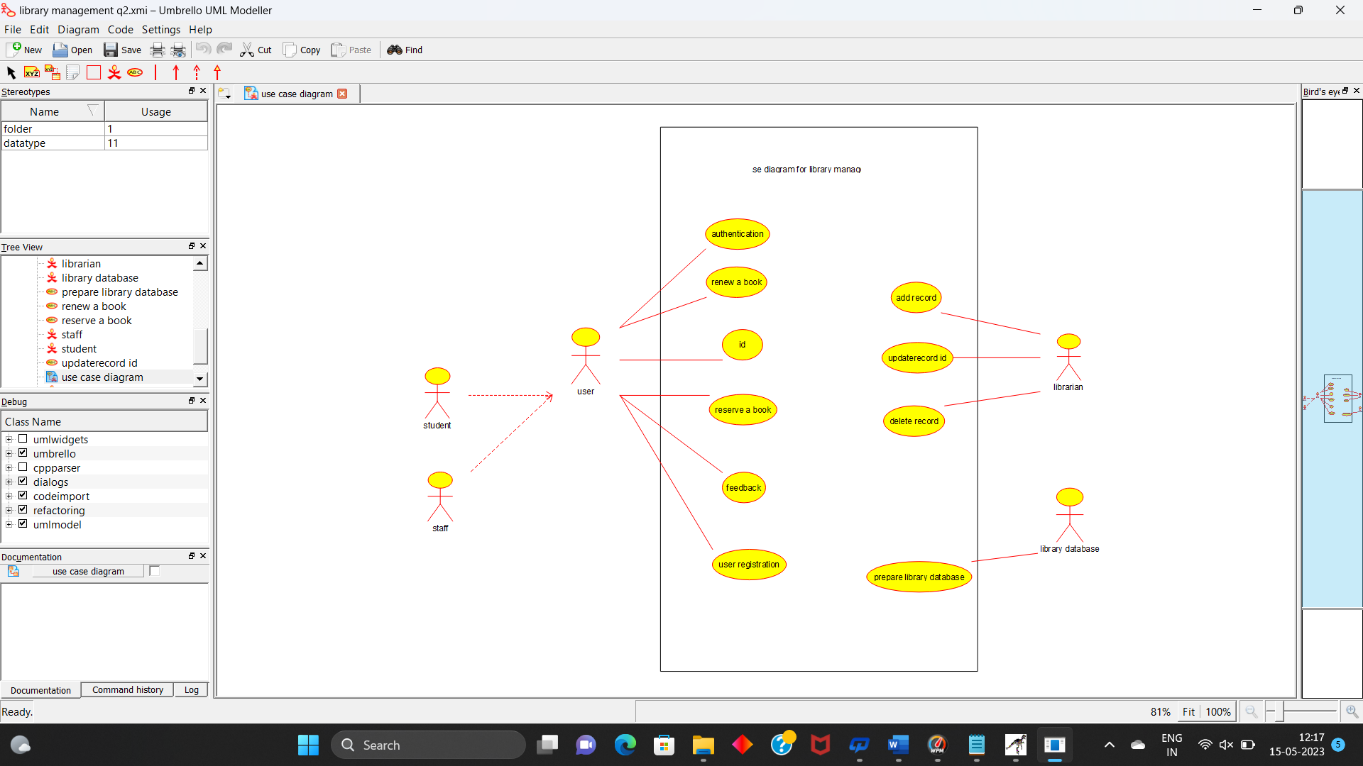 library management q2.xmi – Umbrello UML Modeller
File Edit Diagram Code Settings Help
New Open Save Cut Copy Paste Find
XYZ ABC
Stereotypes
Name Usage
folder 1
datatype 11
Tree View
librarian
library database
prepare library database
renew a book
reserve a book
staff
student
updaterecord id
use case diagram
Debug
Class Name
umlwidgets
umbrello
cppparser
dialogs
codeimport
refactoring
umlmodel
Documentation
use case diagram
Documentation Command history Log
Ready.
use case diagram
se diagram for library manag
authentication
renew a book
id
reserve a book
feedback
user registration
add record
updaterecord id
delete record
prepare library database
user
student
staff
librarian
library database
Bird's eye
81% Fit 100%
Search
WPM
ENG
IN
12:17
15-05-2023
5